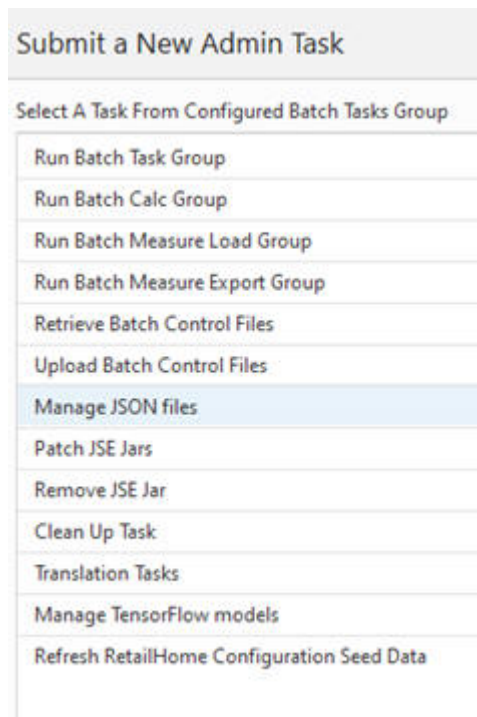 Submit a New Admin Task
Select A Task From Configured Batch Tasks Group
Run Batch Task Group
Run Batch Calc Group
Run Batch Measure Load Group
Run Batch Measure Export Group
Retrieve Batch Control Files
Upload Batch Control Files
Manage JSON files
Patch JSE Jars
Remove JSE Jar
Clean Up Task
Translation Tasks
Manage TensorFlow models
Refresh RetailHome Configuration Seed Data